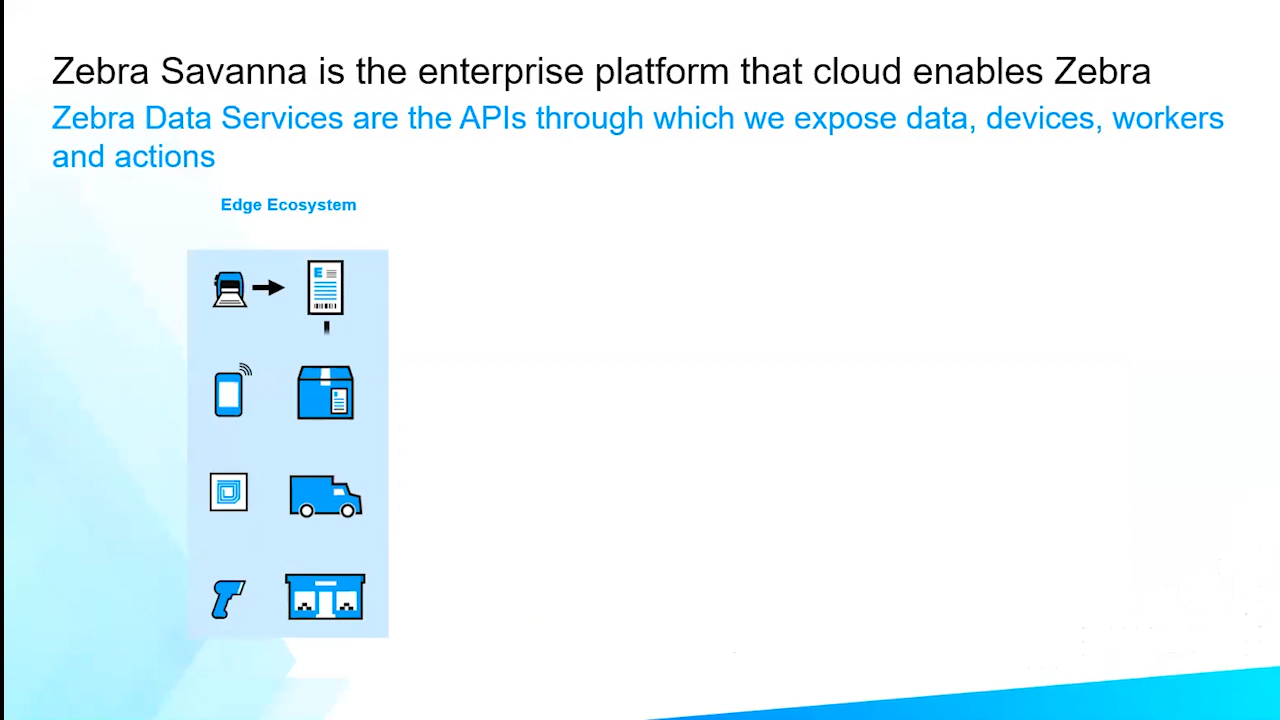 Zebra Savanna is the enterprise platform that cloud enables Zebra
Zebra Data Services are the APIs through which we expose data, devices, workers
and actions
Edge Ecosystem
E